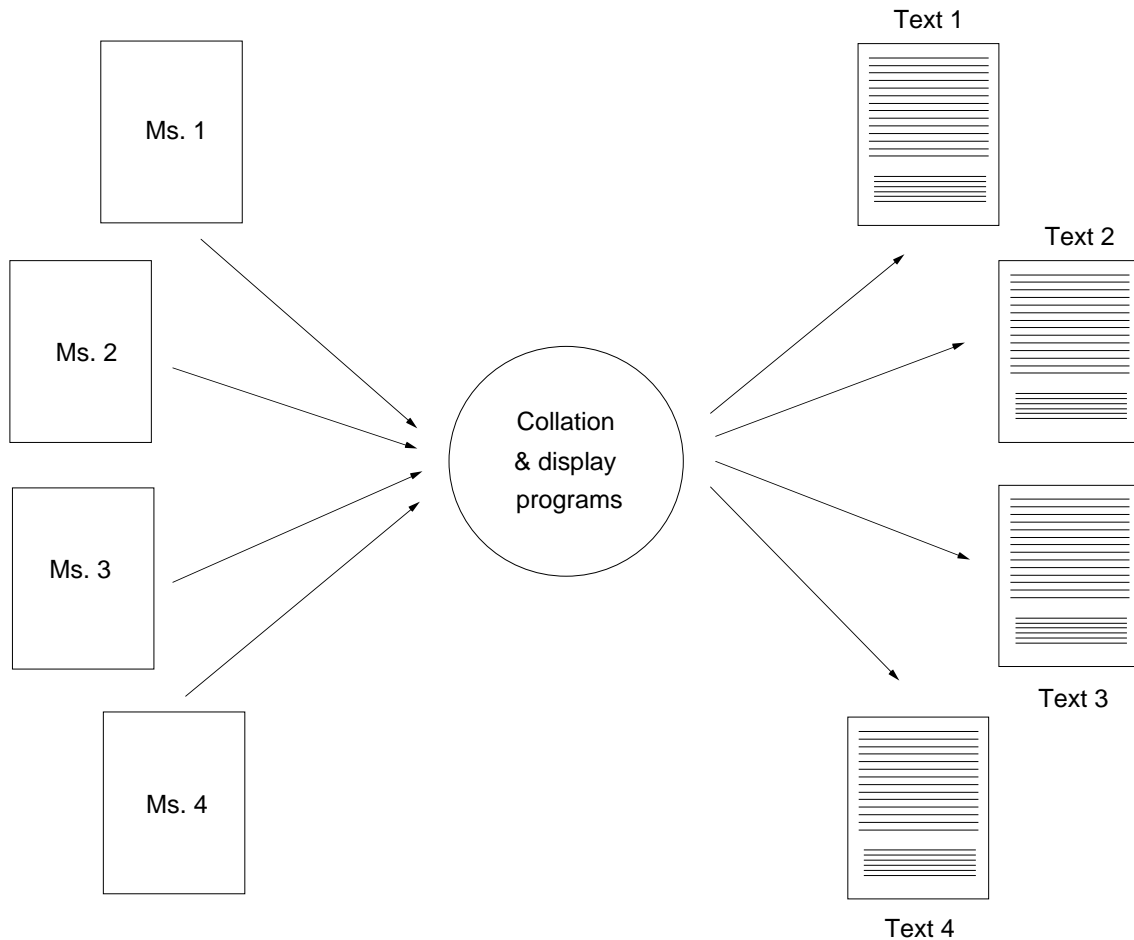 Text 1
Ms. 1
Text 2
Ms. 2
Collation
& display
programs
Ms. 3
Text 3
Ms. 4
Text 4